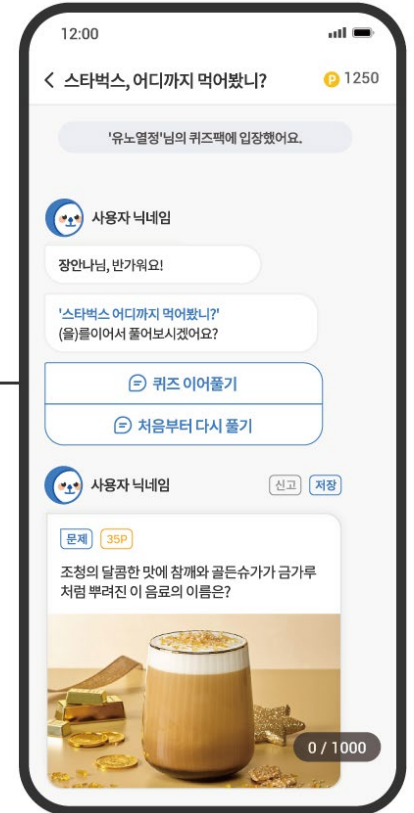 12:00
스타벅스, 어디까지 먹어봤니?
P 1250
'유노열정'님의 퀴즈팩에 입장했어요.
사용자 닉네임
장안나님, 반가워요!
'스타벅스 어디까지 먹어봤니?'
(을)를이어서 풀어보시겠어요?
퀴즈 이어풀기
처음부터 다시 풀기
사용자 닉네임
신고
저장
문제
35P
조청의 달콤한 맛에 참깨와 골든슈가가 금가루
처럼 뿌려진 이 음료의 이름은?
0 / 1000